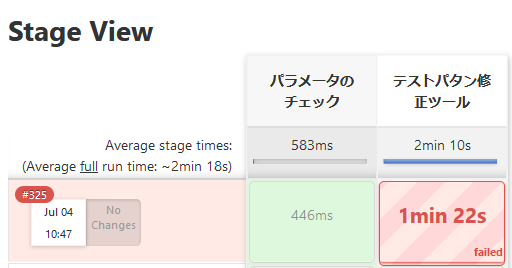 Stage View
パラメータの
チェック
テストパタン修
正ツール
Average stage times:
583ms
2min 10s
(Average full run time: ~2min 18s)
#325
Jul 04
10:47
No
Changes
446ms
1min 22s
failed